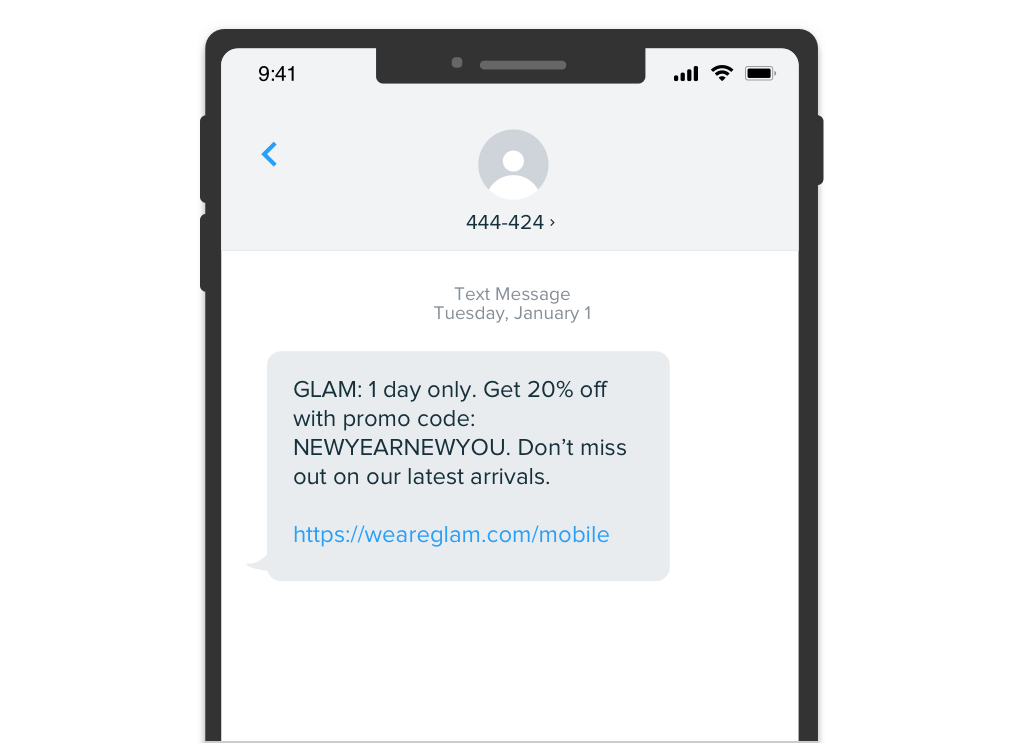 9:41
444-424 ›
Text Message
Tuesday, January 1
GLAM: 1 day only. Get 20% off
with promo code:
NEWYEARNEWYOU. Don’t miss
out on our latest arrivals.
https://weareglam.com/mobile